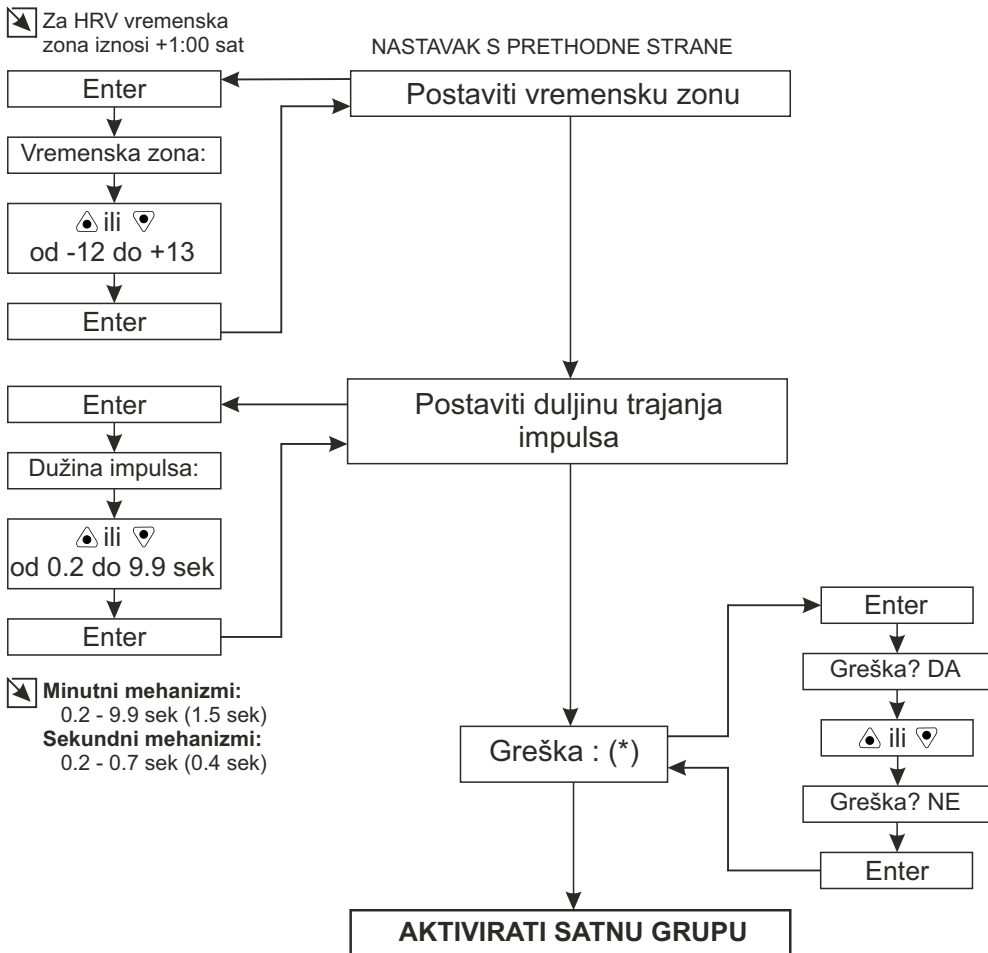 Za HRV vremenska
zona iznosi +1:00 sat
NASTAVAK S PRETHODNE STRANE
Enter
Postaviti vremensku zonu
Vremenska zona:
ili
od -12 do +13
Enter
Enter
Postaviti duljinu trajanja
impulsa
Dužina impulsa:
ili
od 0.2 do 9.9 sek
Enter
Minutni mehanizmi:
0.2 - 9.9 sek (1.5 sek)
Sekundni mehanizmi:
0.2 - 0.7 sek (0.4 sek)
Greška : (*)
Enter
Greška? DA
ili
Greška? NE
Enter
AKTIVIRATI SATNU GRUPU